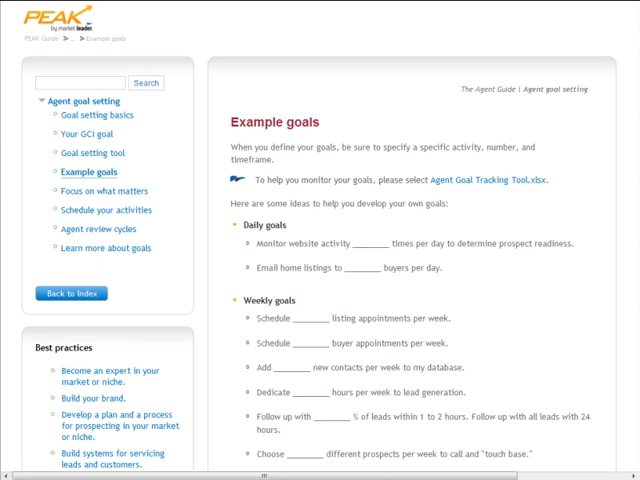 PEAK
by market leader.
PEAK Guide > ... > Example goals
Search
Agent goal setting
Goal setting basics
Your GCI goal
Goal setting tool
Example goals
Focus on what matters
Schedule your activities
Agent review cycles
Learn more about goals
Back to Index
Best practices
Become an expert in your
market or niche.
Build your brand.
Develop a plan and a process
for prospecting in your market
or niche.
Build systems for servicing
leads and customers.
The Agent Guide | Agent goal setting
Example goals
When you define your goals, be sure to specify a specific activity, number, and
timeframe.
To help you monitor your goals, please select Agent Goal Tracking Tool.xlsx.
Here are some ideas to help you develop your own goals:
Daily goals
Monitor website activity ________ times per day to determine prospect readiness.
Email home listings to ________ buyers per day.
Weekly goals
Schedule ________ listing appointments per week.
Schedule ________ buyer appointments per week.
Add ________ new contacts per week to my database.
Dedicate ________ hours per week to lead generation.
Follow up with ________ % of leads within 1 to 2 hours. Follow up with all leads with 24
hours.
Choose ________ different prospects per week to call and "touch base."